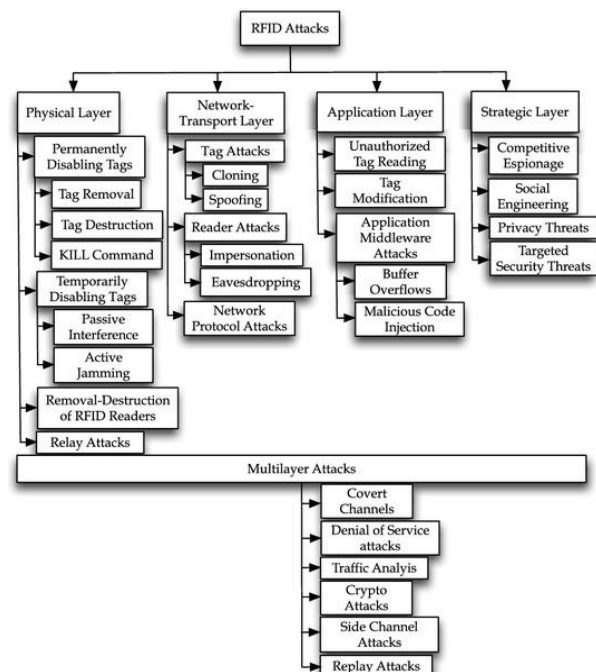 RFID Attacks
Physical Layer
Permanently
Disabling Tags
Tag Removal
Tag Destruction
KILL Command
Temporarily
Disabling Tags
Passive
Interference
Active
Jamming
Removal-Destruction
of RFID Readers
Relay Attacks
Network-
Transport Layer
Tag Attacks
Cloning
Spoofing
Reader Attacks
Impersonation
Eavesdropping
Network
Protocol Attacks
Application Layer
Unauthorized
Tag Reading
Tag
Modification
Application
Middleware
Attacks
Buffer
Overflows
Malicious Code
Injection
Strategic Layer
Competitive
Espionage
Social
Engineering
Privacy Threats
Targeted
Security Threats
Multilayer Attacks
Covert
Channels
Denial of Service
attacks
Traffic Analyis
Crypto
Attacks
Side Channel
Attacks
Replay Attacks